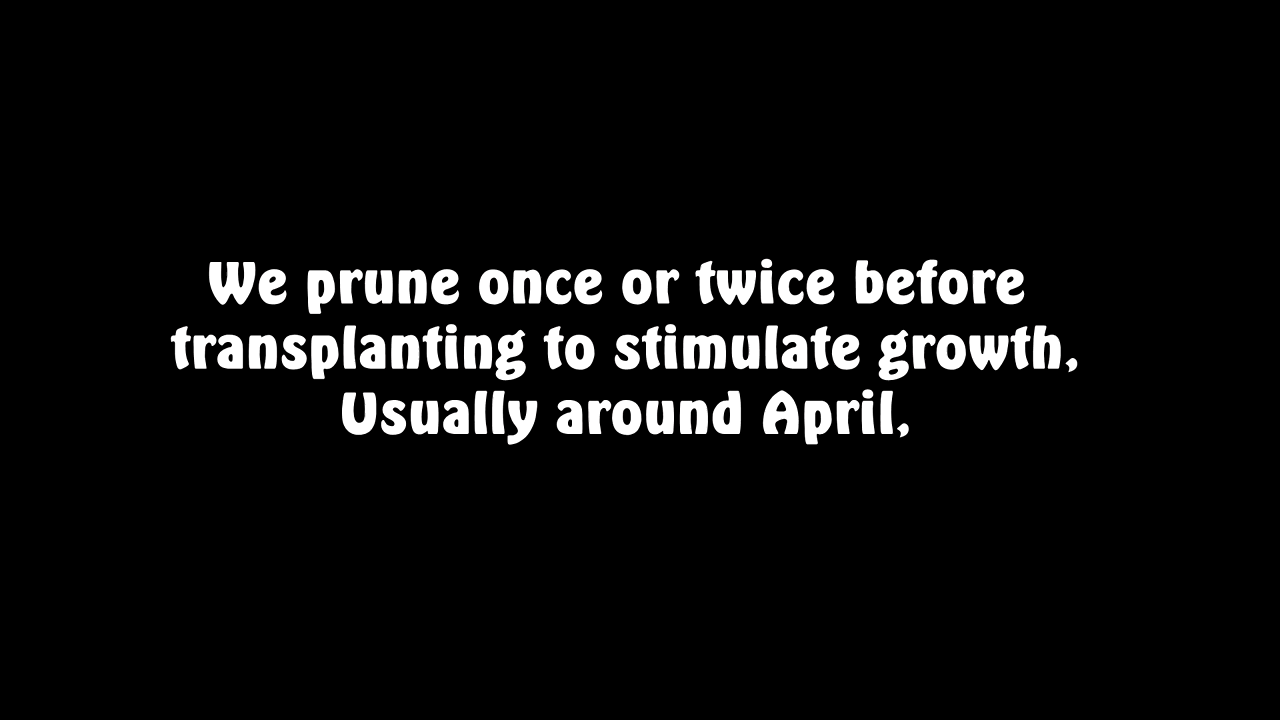 We prune once or twice before
transplanting to stimulate growth,
Usually around April,